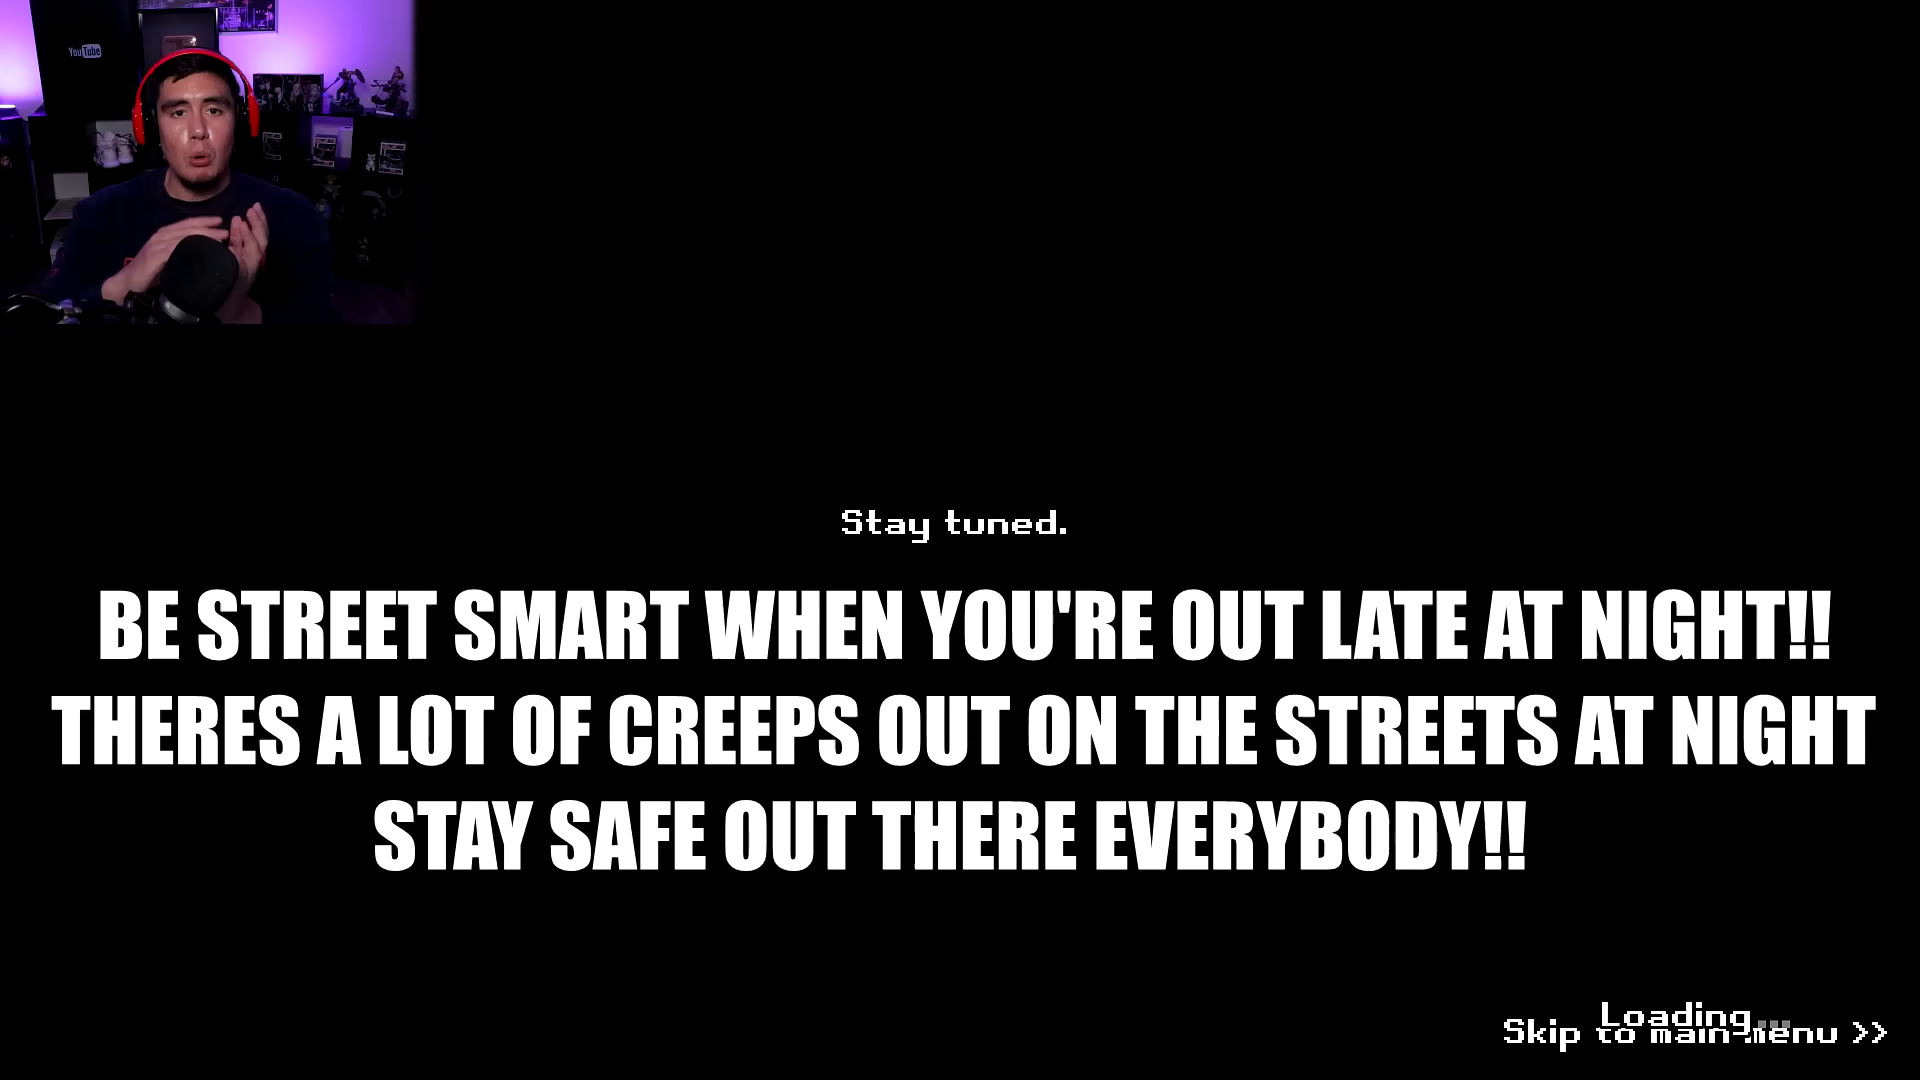 YouTube
Stay tuned.
BE STREET SMART WHEN YOU'RE OUT LATE AT NIGHT!!
THERES A LOT OF CREEPS OUT ON THE STREETS AT NIGHT
STAY SAFE OUT THERE EVERYBODY!!
Loading...
Skip to main menu >>